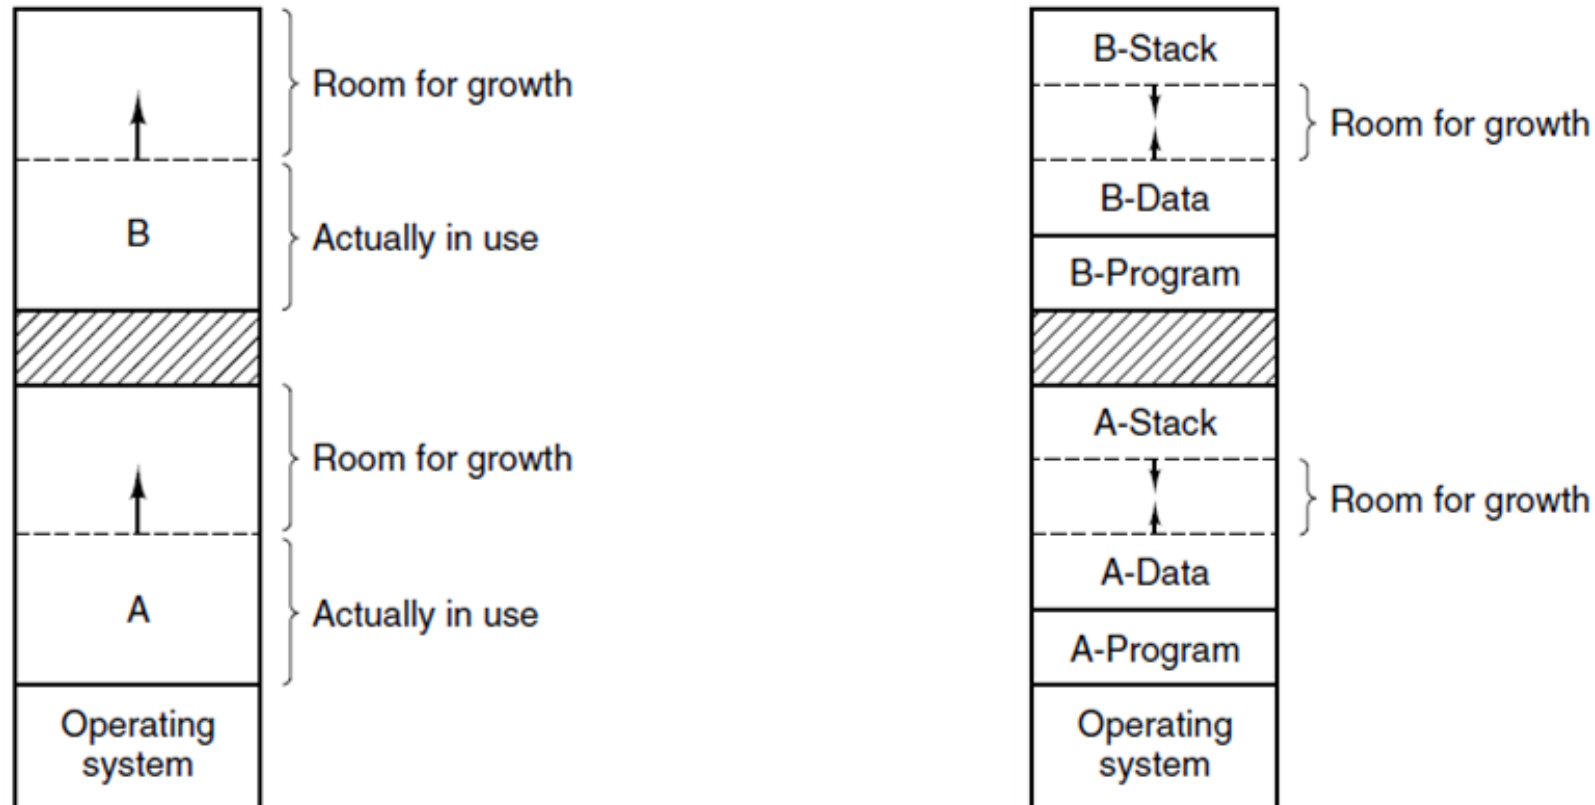 Room for growth
B
Actually in use
Room for growth
A
Actually in use
Operating
system
B-Stack
Room for growth
B-Data
B-Program
A-Stack
Room for growth
A-Data
A-Program
Operating
system